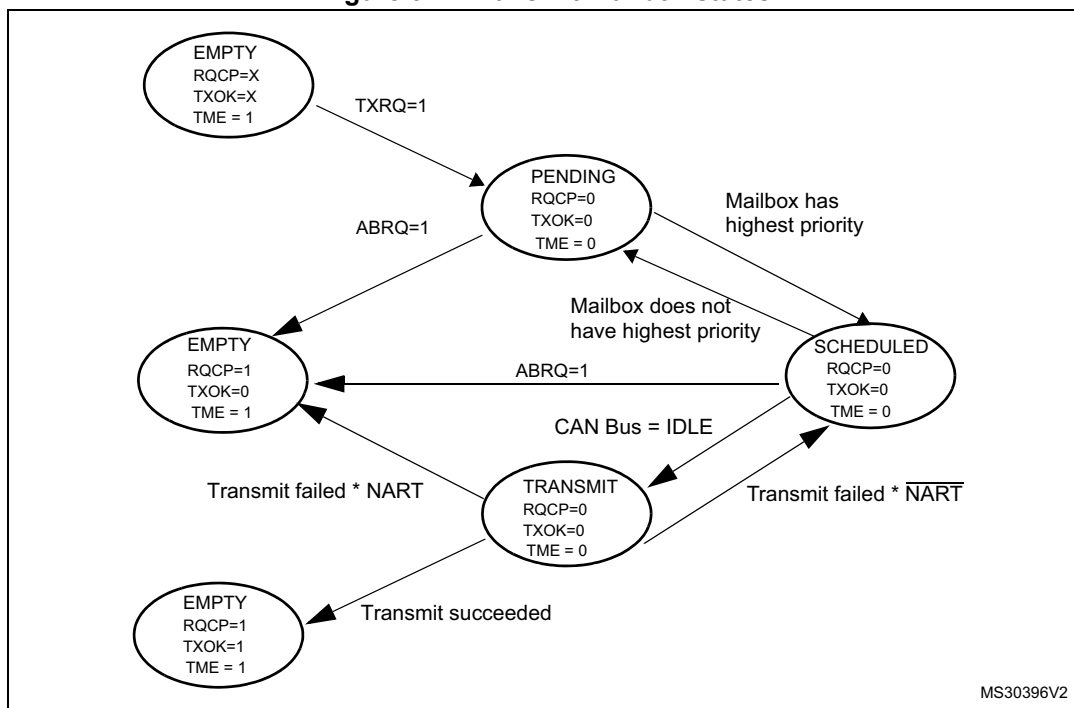 EMPTY
RQCP=X
TXOK=X
TME = 1
TXRQ=1
PENDING
RQCP=0
TXOK=0
TME = 0
Mailbox has
highest priority
ABRQ=1
Mailbox does not
have highest priority
EMPTY
RQCP=1
TXOK=0
TME = 1
ABRQ=1
SCHEDULED
RQCP=0
TXOK=0
TME = 0
CAN Bus = IDLE
Transmit failed * NART
TRANSMIT
RQCP=0
TXOK=0
TME = 0
Transmit failed * N̅A̅R̅T̅
EMPTY
RQCP=1
TXOK=1
TME = 1
Transmit succeeded
MS30396V2